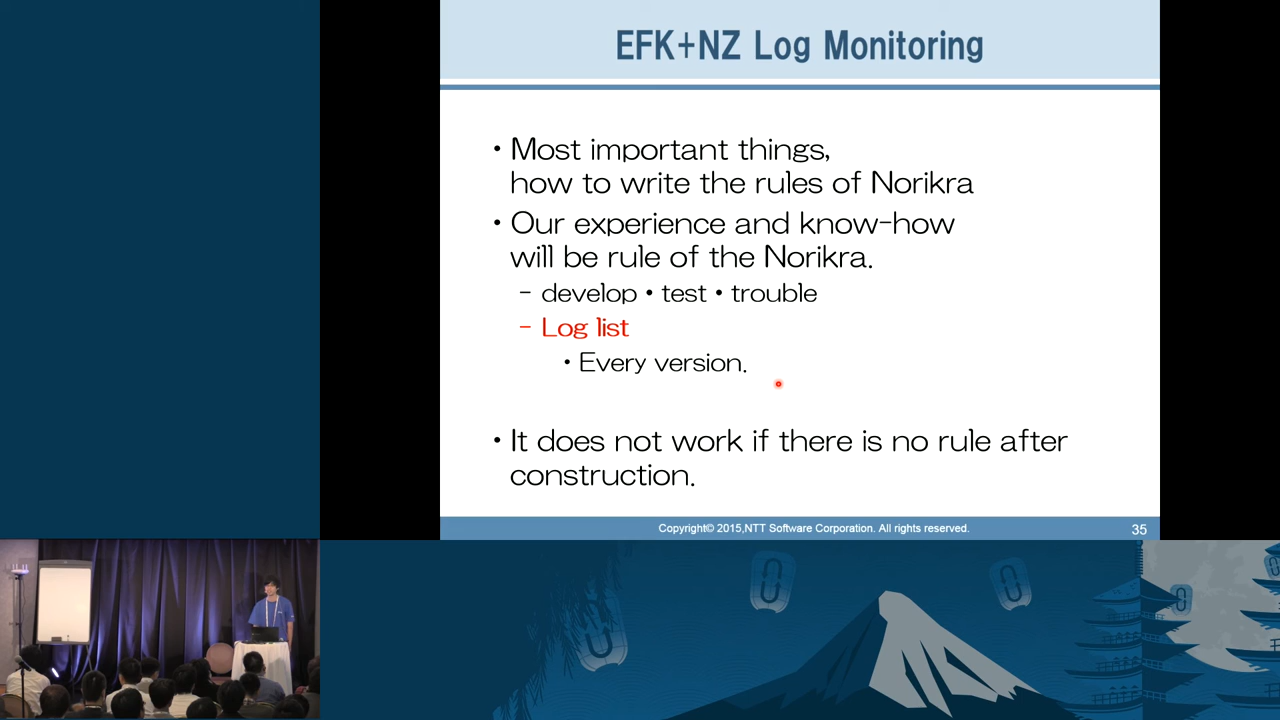 EFK+NZ Log Monitoring
・Most important things,
how to write the rules of Norikra
・Our experience and know-how
will be rule of the Norikra.
– develop・test・trouble
– Log list
・Every version.
・It does not work if there is no rule after
construction.
Copyright© 2015,NTT Software Corporation. All rights reserved.
35